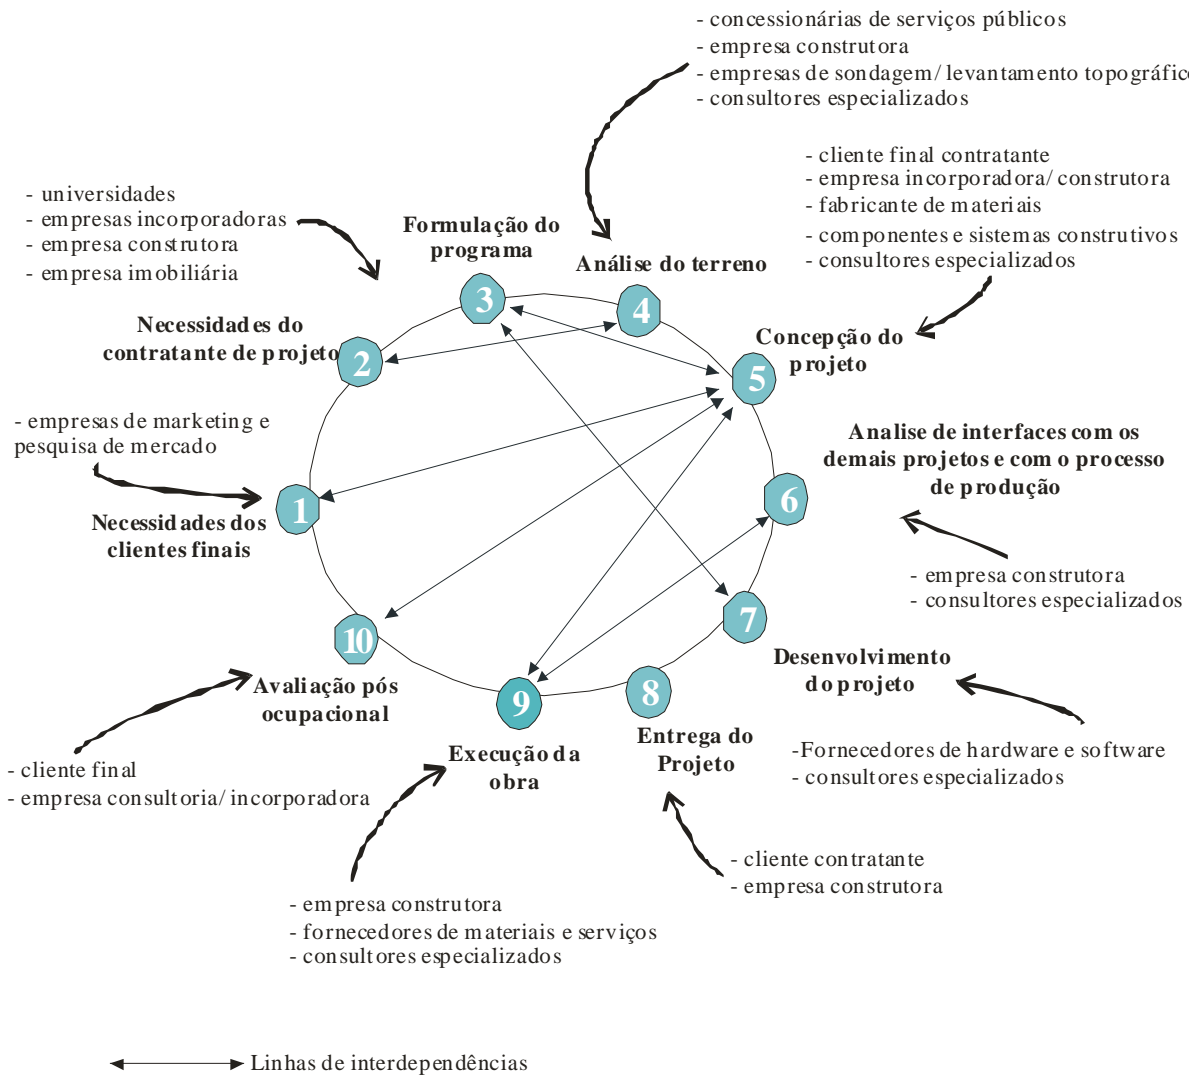 - concessionárias de serviços públicos
- empresa construtora
- empresas de sondagem/ levantamento topográfic
- consultores especializados
- cliente final contratante
- empresa incorporadora/ construtora
- fabricante de materiais
- componentes e sistemas construtivos
- consultores especializados
- universidades
- empresas incorporadoras
- empresa construtora
- empresa imobiliária
Formulação do
programa
Análise do terreno
3
4
Necessidades do
contratante de projeto
2
Concepção do
projeto
5
- empresas de marketing e
pesquisa de mercado
Analise de interfaces com os
demais projetos e com o processo
de produção
6
1
Necessidades dos
clientes finais
- empresa construtora
- consultores especializados
7
10
Desenvolvimento
do projeto
Avaliação pós
ocupacional
8
9
Entrega do
Projeto
Execução da
obra
-Fornecedores de hardware e software
- consultores especializados
- cliente final
- empresa consultoria/ incorporadora
- cliente contratante
- empresa construtora
- empresa construtora
- fornecedores de materiais e serviços
- consultores especializados
Linhas de interdependências